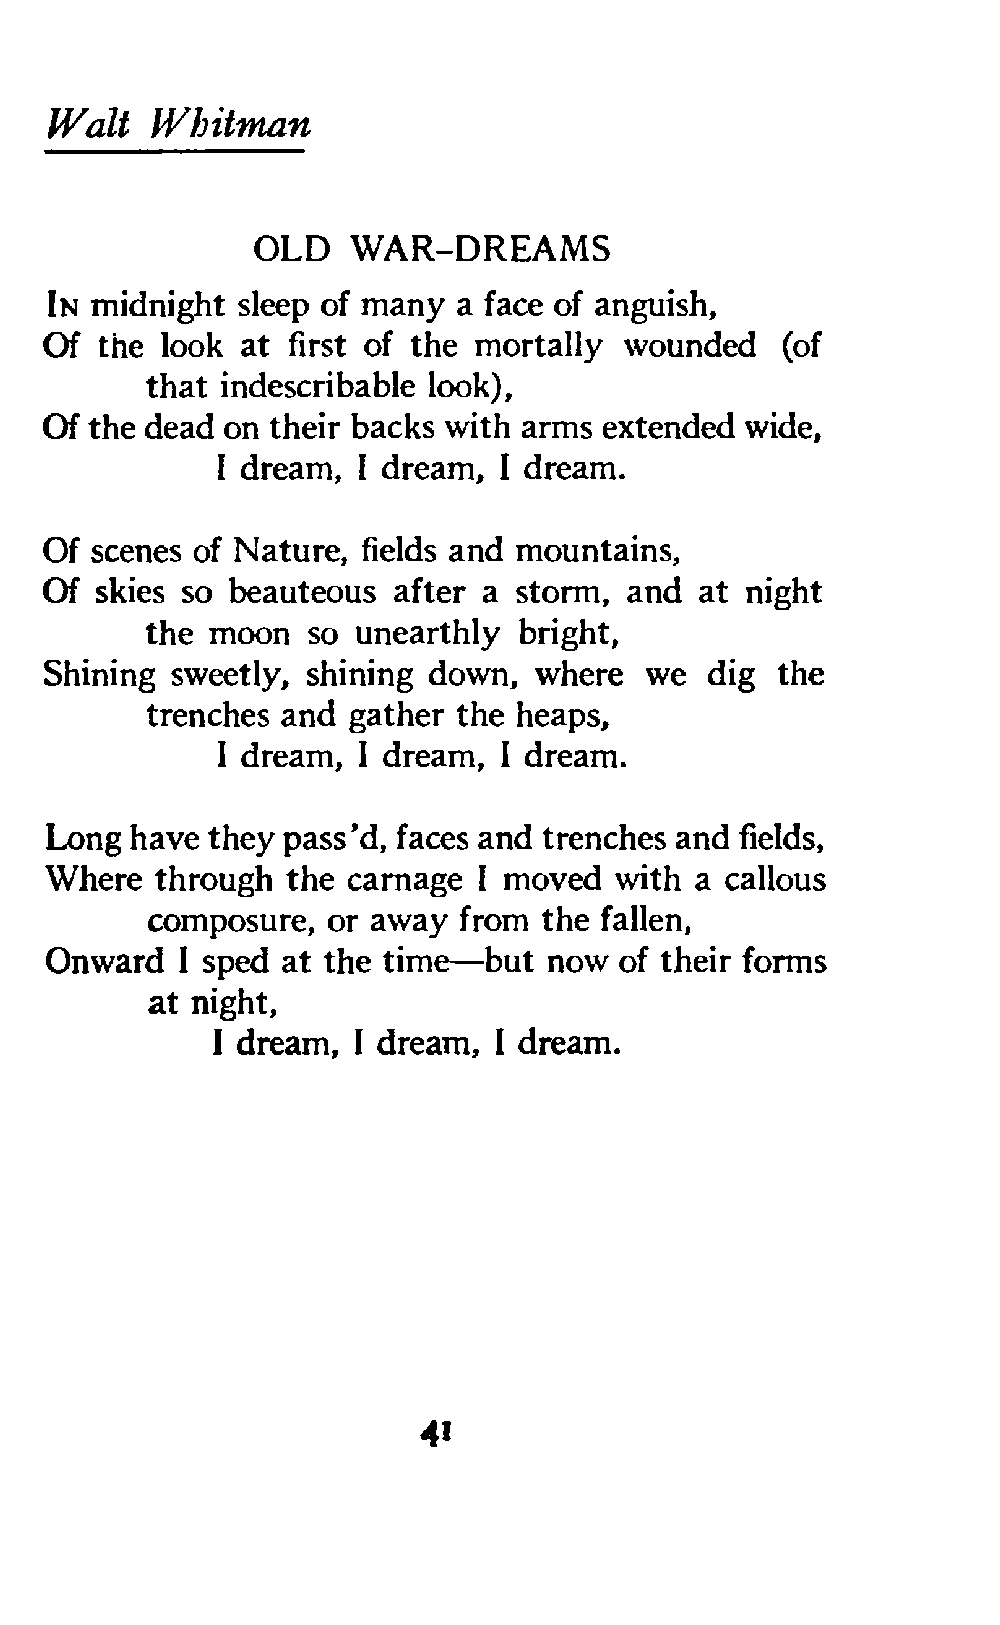 Walt Whitman
OLD WAR-DREAMS
IN midnight sleep of many a face of anguish,
Of the look at first of the mortally wounded (of
that indescribable look),
Of the dead on their backs with arms extended wide,
I dream, I dream, I dream.
Of scenes of Nature, fields and mountains,
Of skies so beauteous after a storm, and at night
the moon so unearthly bright,
Shining sweetly, shining down, where we dig the
trenches and gather the heaps,
I dream, I dream, I dream.
Long have they pass'd, faces and trenches and fields,
Where through the carnage I moved with a callous
composure, or away from the fallen,
Onward I sped at the time—but now of their forms
at night,
I dream, I dream, I dream.
41